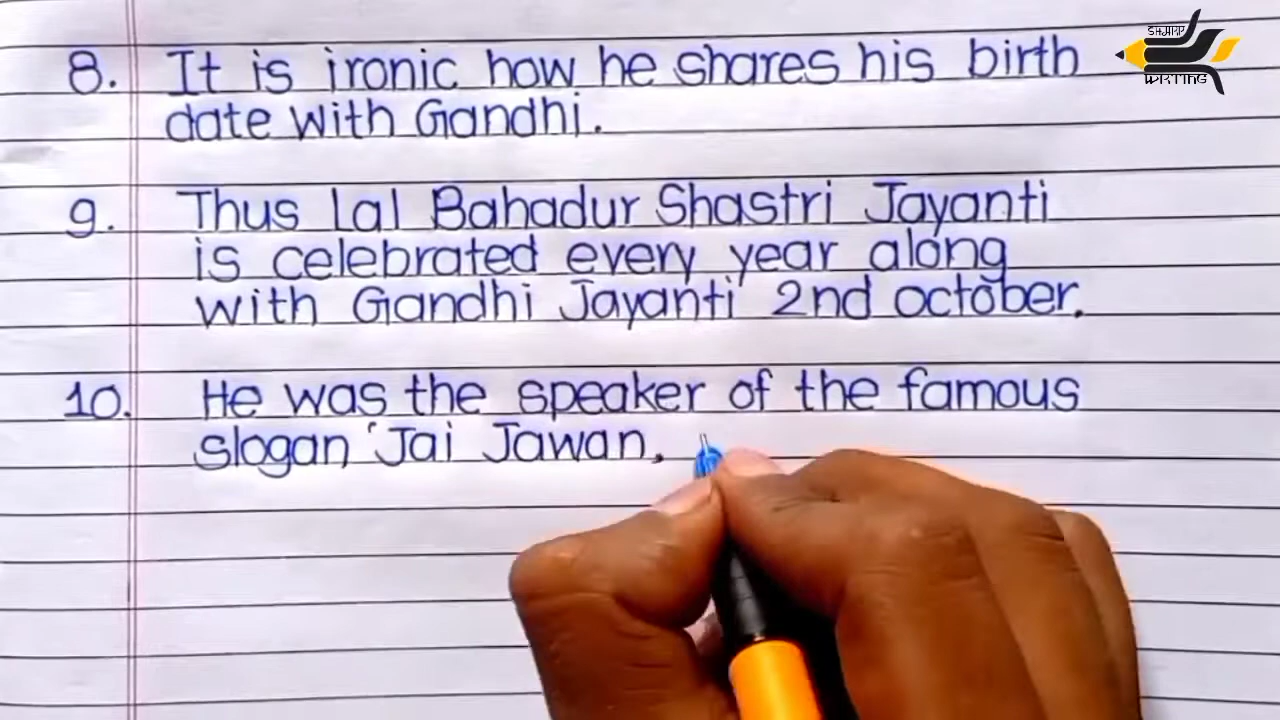 SHARP
WRITING
8. It is ironic how he shares his birth
date with Gandhi.
9. Thus Lal Bahadur Shastri Jayanti
is celebrated every year along
with Gandhi Jayanti 2nd october.
10. He was the speaker of the famous
slogan 'Jai Jawan,